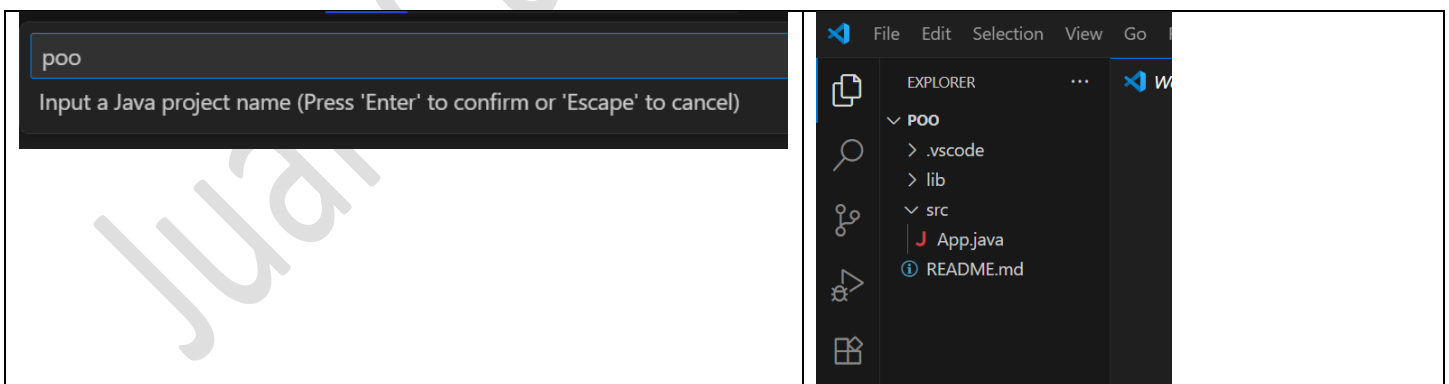 poo
Input a Java project name (Press 'Enter' to confirm or 'Escape' to cancel)
File Edit Selection View Go
EXPLORER ...
POO
.vscode
lib
src
J App.java
README.md